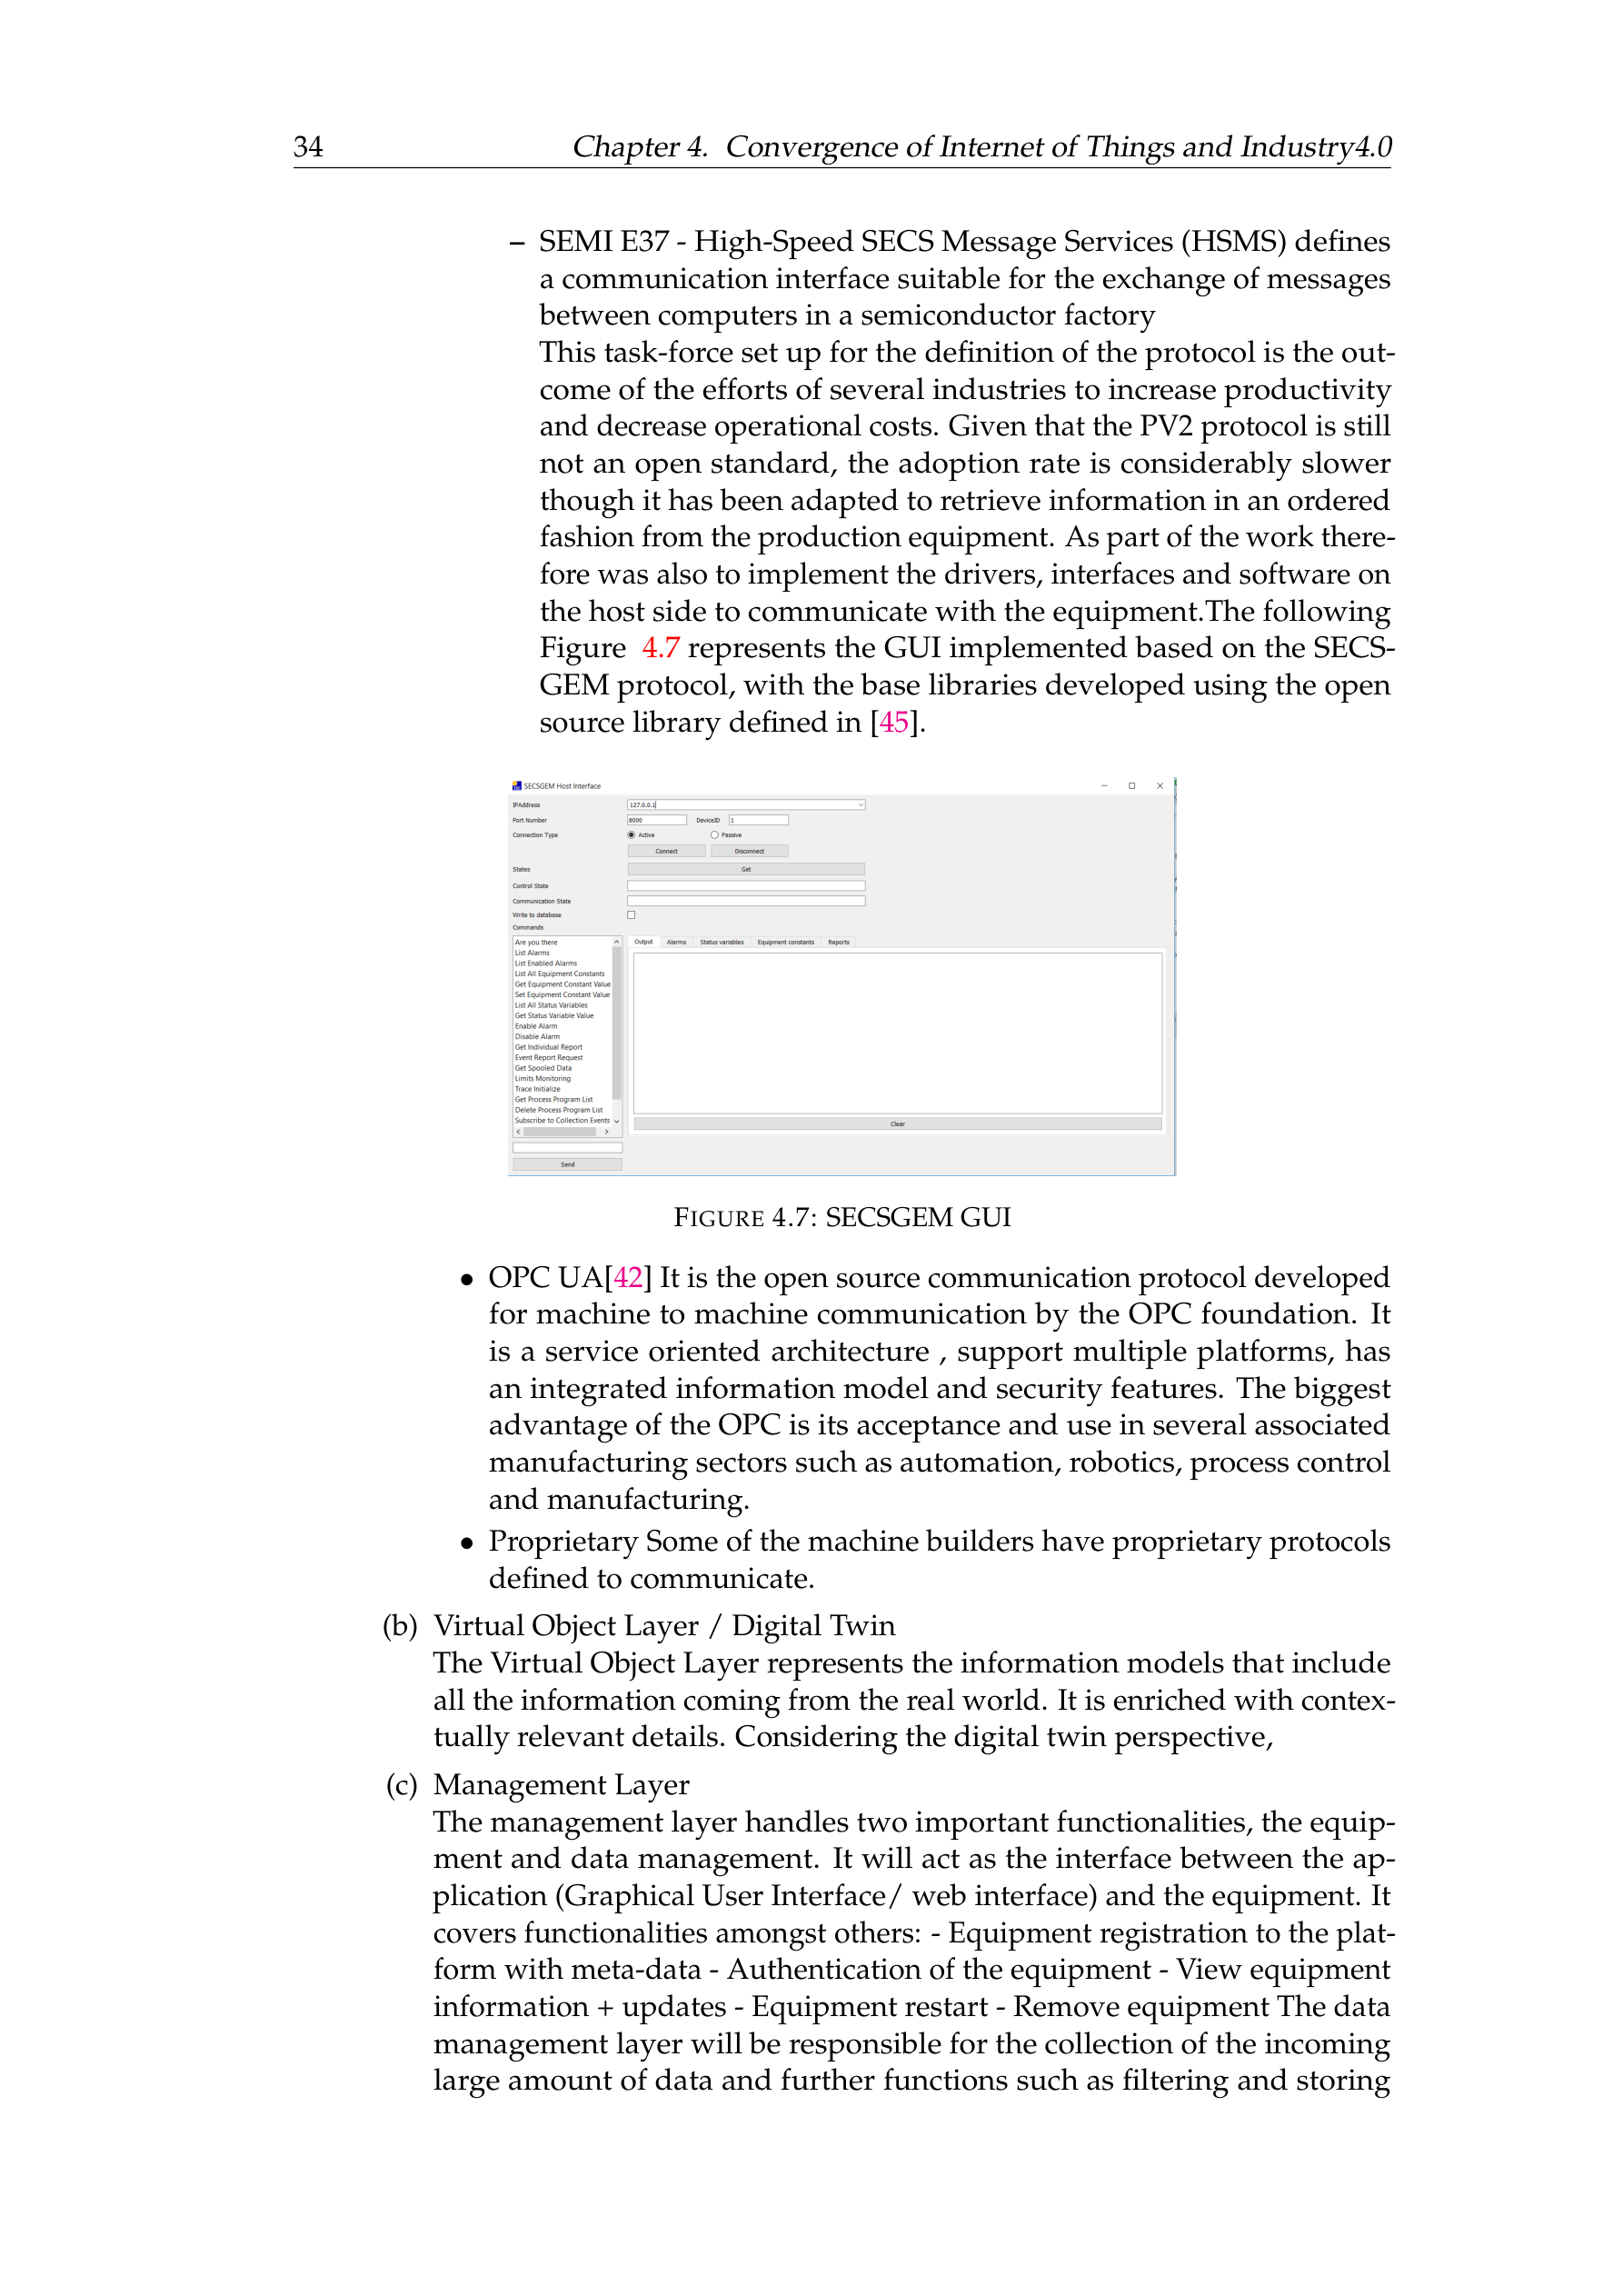 34 Chapter 4. Convergence of Internet of Things and Industry4.0
– SEMI E37 - High-Speed SECS Message Services (HSMS) defines
a communication interface suitable for the exchange of messages
between computers in a semiconductor factory
This task-force set up for the definition of the protocol is the out-
come of the efforts of several industries to increase productivity
and decrease operational costs. Given that the PV2 protocol is still
not an open standard, the adoption rate is considerably slower
though it has been adapted to retrieve information in an ordered
fashion from the production equipment. As part of the work there-
fore was also to implement the drivers, interfaces and software on
the host side to communicate with the equipment.The following
Figure 4.7 represents the GUI implemented based on the SECS-
GEM protocol, with the base libraries developed using the open
source library defined in [45].
SECSGEM Host Interface
IPAddress 127.0.0.1
Port Number 8000 DeviceID 1
Connection Type Active Passive
Connect Disconnect
States Get
Control State
Communication State
Write to database
Commands
Output Alarms Status variables Equipment constants Reports
Are you there
List Alarms
List Enabled Alarms
List All Equipment Constants
Get Equipment Constant Value
Set Equipment Constant Value
List All Status Variables
Get Status Variable Value
Enable Alarm
Disable Alarm
Get Individual Report
Event Report Request
Get Spooled Data
Limits Monitoring
Trace Initialize
Get Process Program List
Delete Process Program List
Subscribe to Collection Events
Clear
Send
FIGURE 4.7: SECSGEM GUI
• OPC UA[42] It is the open source communication protocol developed
for machine to machine communication by the OPC foundation. It
is a service oriented architecture , support multiple platforms, has
an integrated information model and security features. The biggest
advantage of the OPC is its acceptance and use in several associated
manufacturing sectors such as automation, robotics, process control
and manufacturing.
• Proprietary Some of the machine builders have proprietary protocols
defined to communicate.
(b) Virtual Object Layer / Digital Twin
The Virtual Object Layer represents the information models that include
all the information coming from the real world. It is enriched with contex-
tually relevant details. Considering the digital twin perspective,
(c) Management Layer
The management layer handles two important functionalities, the equip-
ment and data management. It will act as the interface between the ap-
plication (Graphical User Interface/ web interface) and the equipment. It
covers functionalities amongst others: - Equipment registration to the plat-
form with meta-data - Authentication of the equipment - View equipment
information + updates - Equipment restart - Remove equipment The data
management layer will be responsible for the collection of the incoming
large amount of data and further functions such as filtering and storing